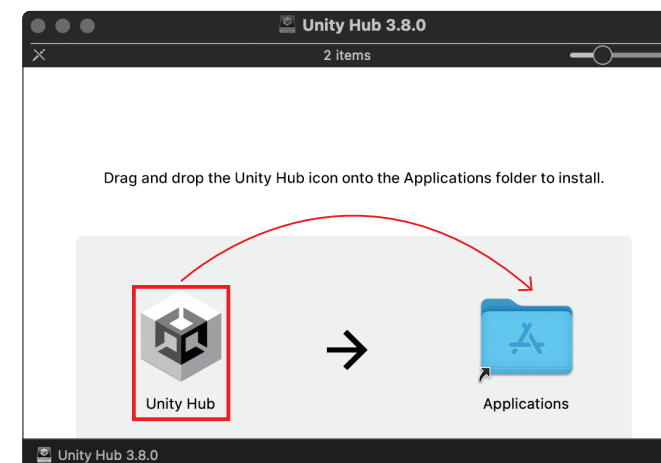 Unity Hub 3.8.0
2 items
Drag and drop the Unity Hub icon onto the Applications folder to install.
Unity Hub
Applications
Unity Hub 3.8.0